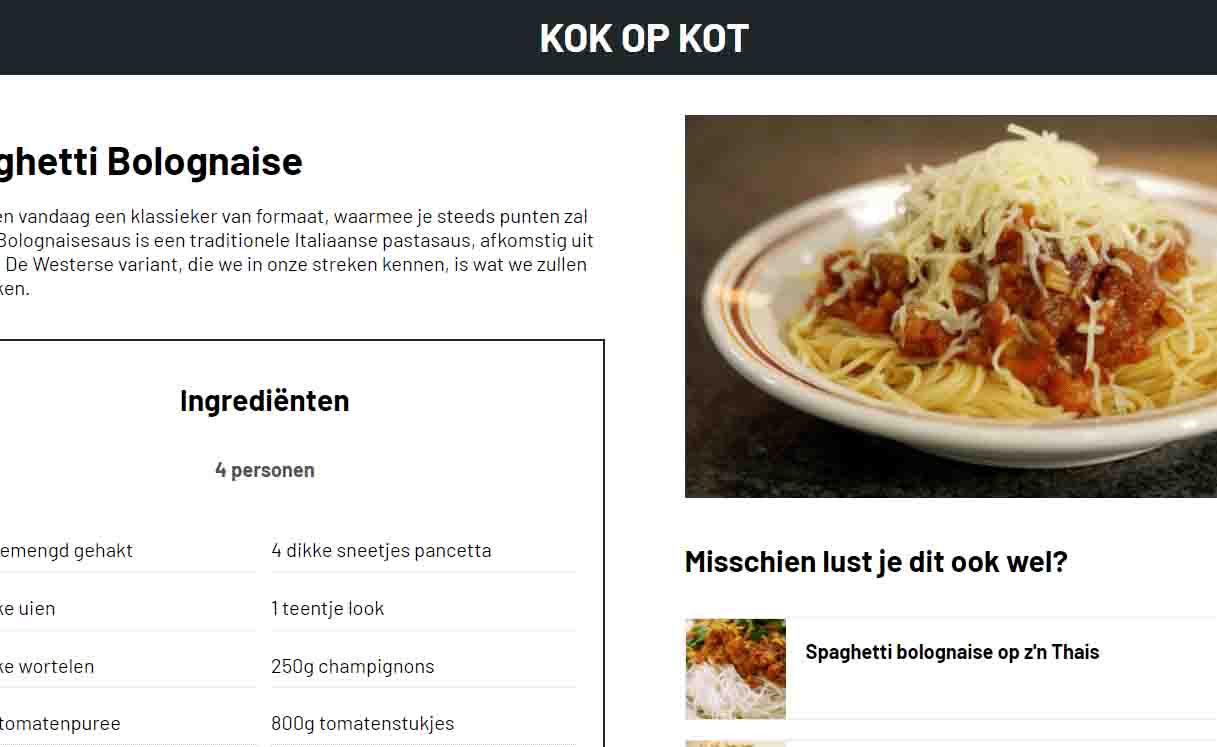 KOK OP KOT
ghetti Bolognaise
en vandaag een klassieker van formaat, waarmee je steeds punten zal
Bolognaisesaus is een traditionele Italiaanse pastasaus, afkomstig uit
De Westerse variant, die we in onze streken kennen, is wat we zullen
ken.
Ingrediënten
4 personen
emengd gehakt
4 dikke sneetjes pancetta
ke uien
1 teentje look
ke wortelen
250g champignons
tomatenpuree
800g tomatenstukjes
Misschien lust je dit ook wel?
Spaghetti bolognaise op z'n Thais